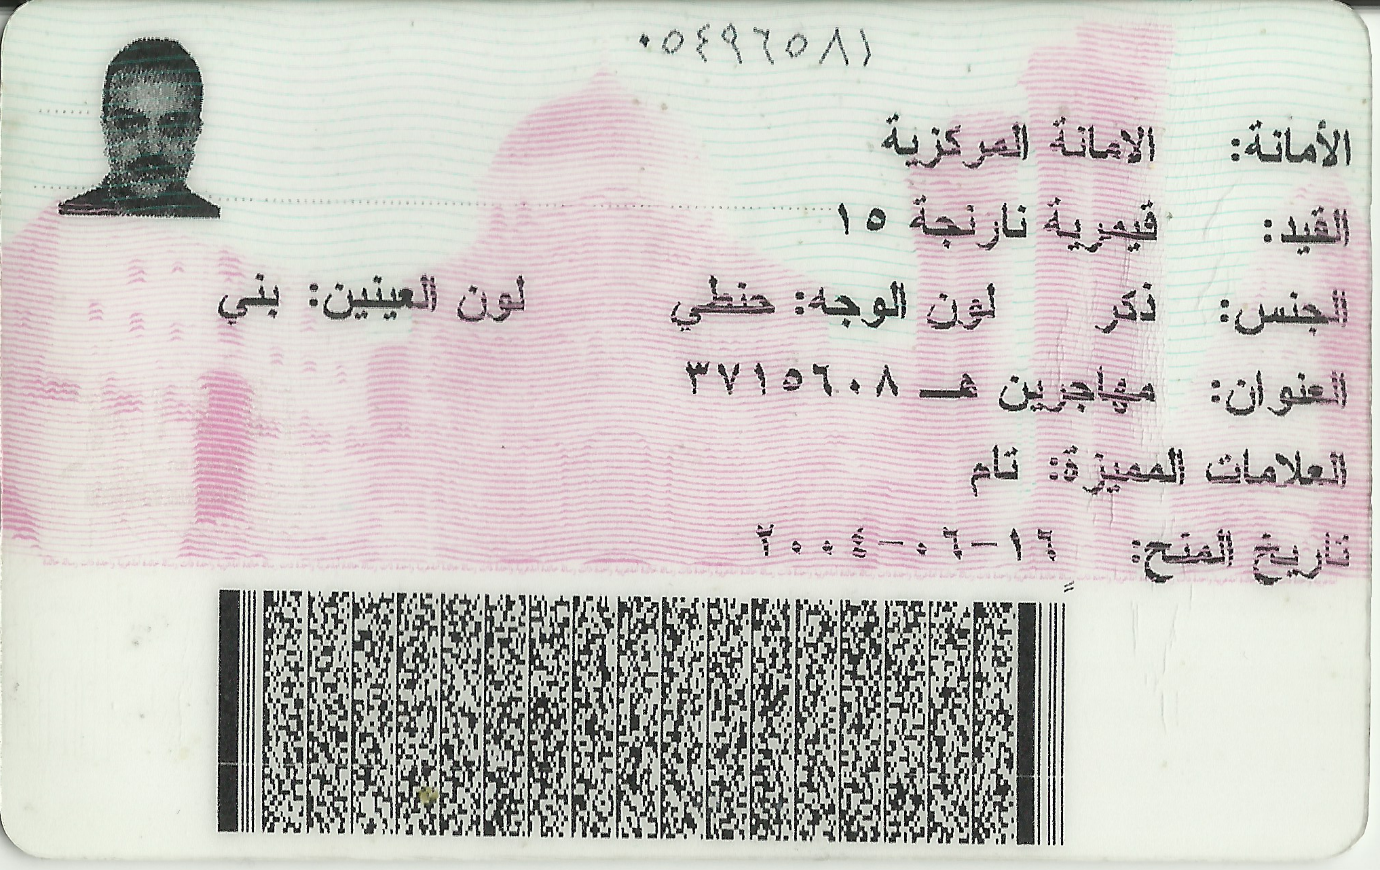 ٠٥٤٩٦٥٨١
الأمانة: الامانة المركزية
القيد: قيمرية نارنجة ١٥
الجنس: ذكر لون الوجه: حنطي لون العينين: بني
العنوان: مهاجرين هـ ٣٧١٥٦٠٨
العلامات المميزة: تام
تاريخ المنح: ١٦-٠٦-٢٠٠٤